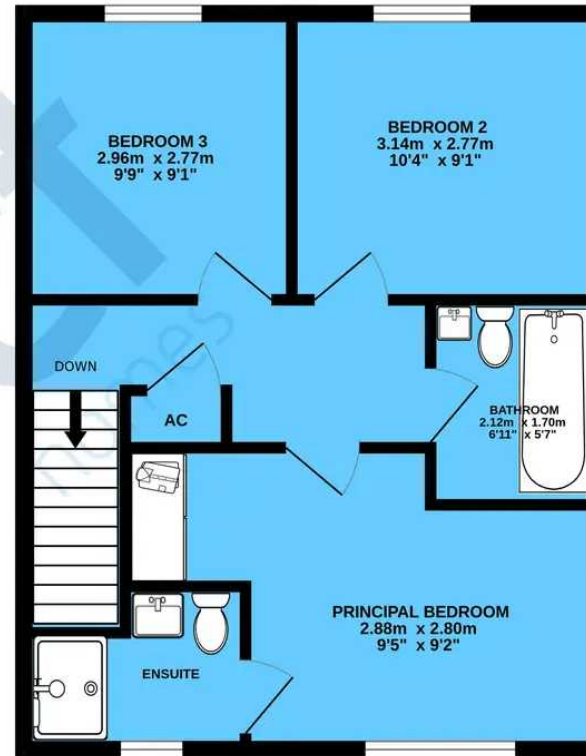 BEDROOM 3
2.96m x 2.77m
9'9" x 9'1"
BEDROOM 2
3.14m x 2.77m
10'4" x 9'1"
DOWN
AC
BATHROOM
2.12m x 1.70m
6'11" x 5'7"
PRINCIPAL BEDROOM
2.88m x 2.80m
9'5" x 9'2"
ENSUITE
homes